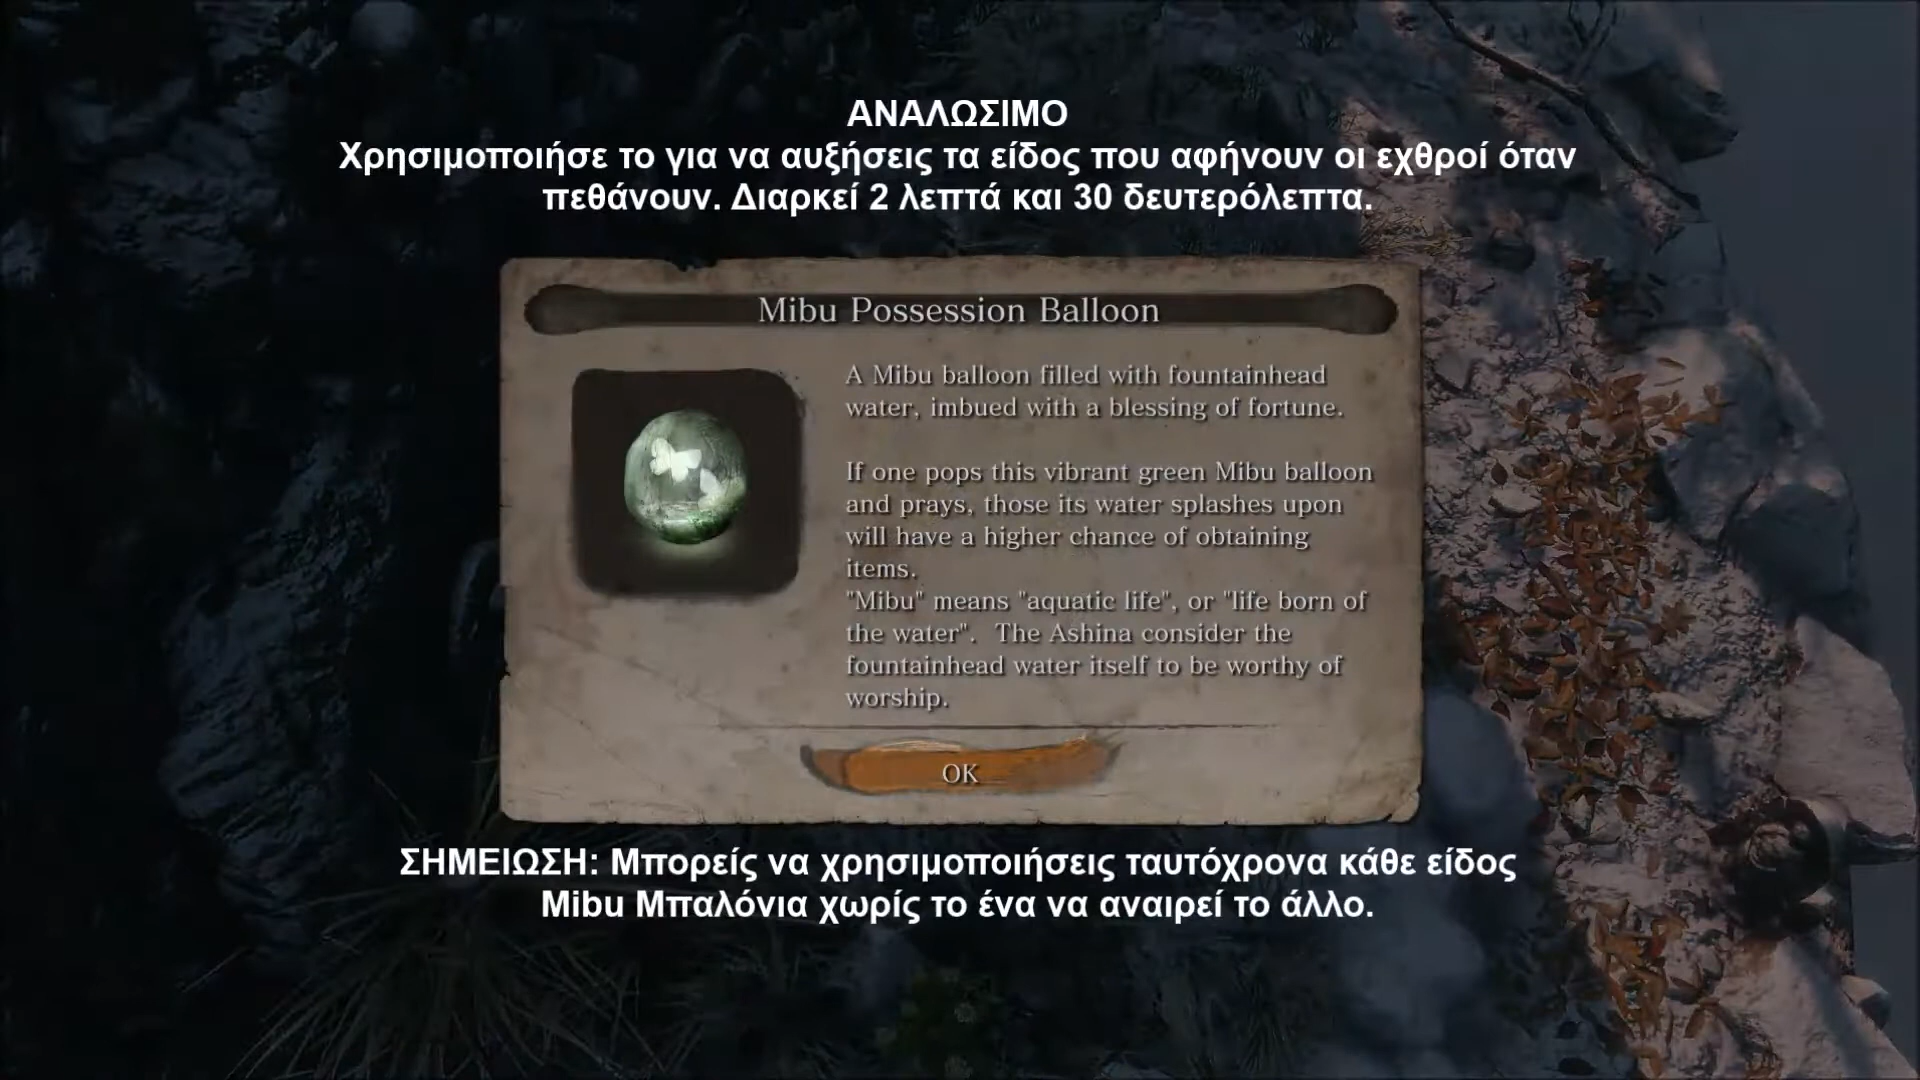 ΑΝΑΛΩΣΙΜΟ
Χρησιμοποιήσε το για να αυξήσεις τα είδος που αφήνουν οι εχθροί όταν
πεθάνουν. Διαρκεί 2 λεπτά και 30 δευτερόλεπτα.
Mibu Possession Balloon
A Mibu balloon filled with fountainhead
water, imbued with a blessing of fortune.
If one pops this vibrant green Mibu balloon
and prays, those its water splashes upon
will have a higher chance of obtaining
items.
"Mibu" means "aquatic life", or "life born of
the water".  The Ashina consider the
fountainhead water itself to be worthy of
worship.
OK
ΣΗΜΕΙΩΣΗ: Μπορείς να χρησιμοποιήσεις ταυτόχρονα κάθε είδος
Mibu Μπαλόνια χωρίς το ένα να αναιρεί το άλλο.